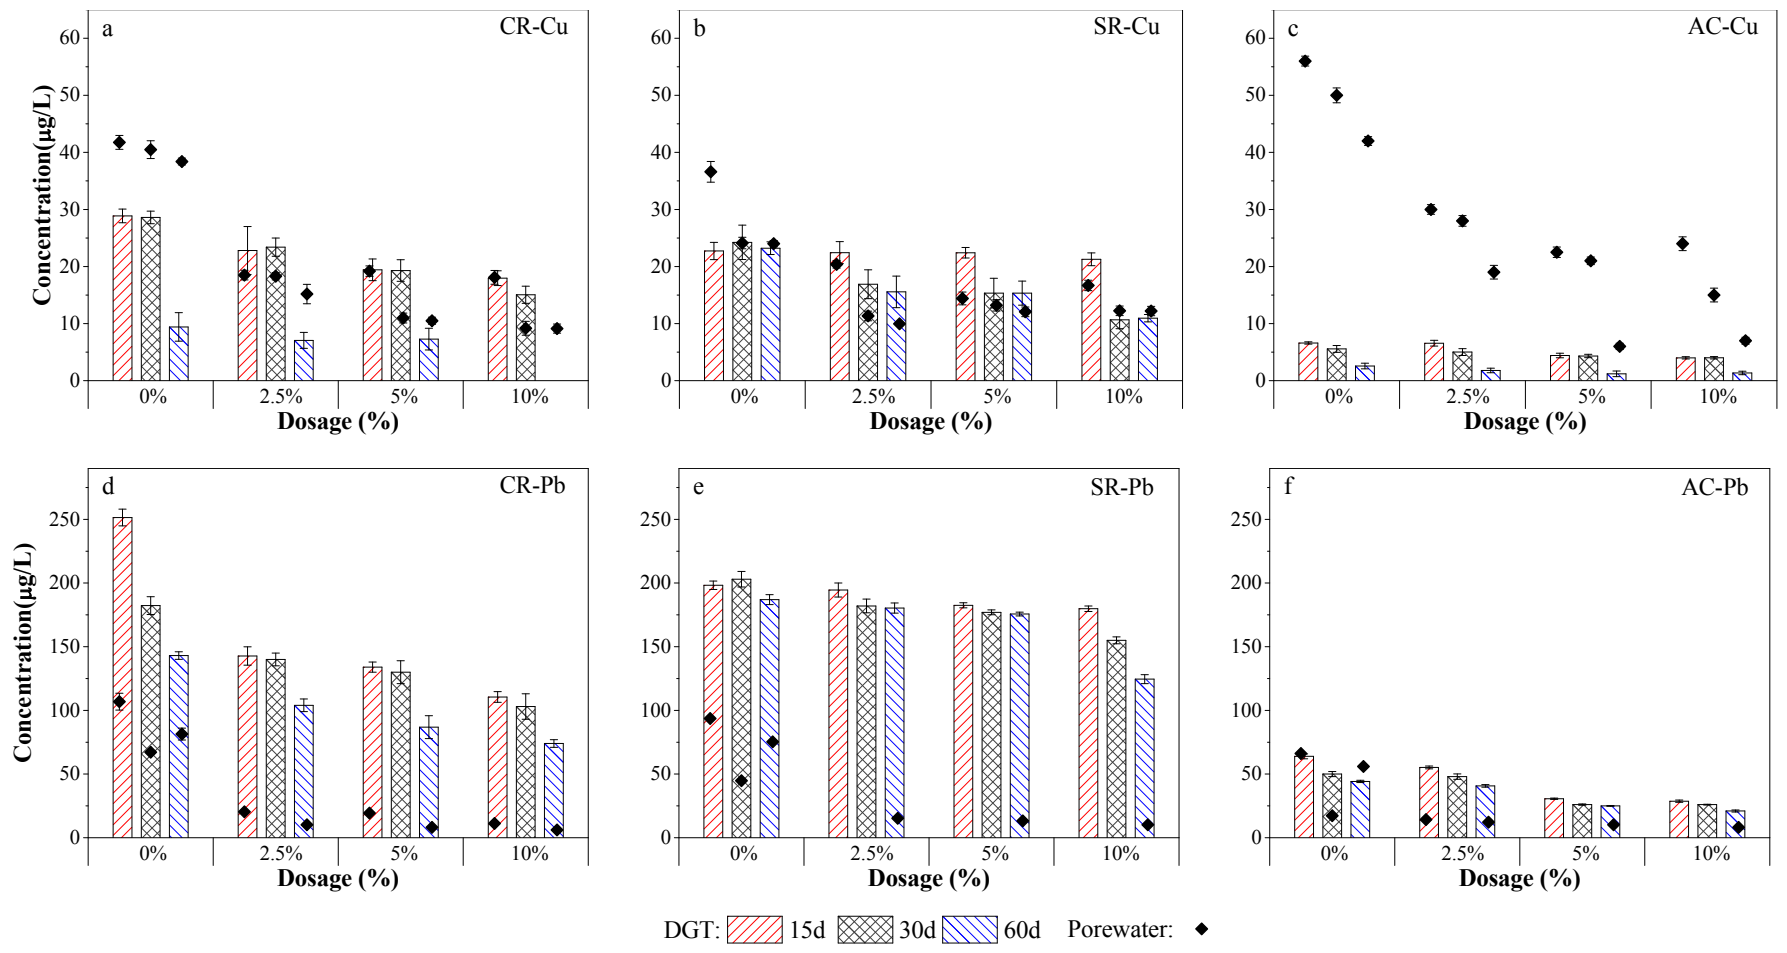 a CR-Cu
b SR-Cu
c AC-Cu
Concentration(µg/L)
60
50
40
30
20
10
0
0% 2.5% 5% 10%
Dosage (%)
60
50
40
30
20
10
0
0% 2.5% 5% 10%
Dosage (%)
60
50
40
30
20
10
0
0% 2.5% 5% 10%
Dosage (%)
d CR-Pb
e SR-Pb
f AC-Pb
Concentration(µg/L)
250
200
150
100
50
0
0% 2.5% 5% 10%
Dosage (%)
250
200
150
100
50
0
0% 2.5% 5% 10%
Dosage (%)
250
200
150
100
50
0
0% 2.5% 5% 10%
Dosage (%)
DGT: 15d 30d 60d Porewater: